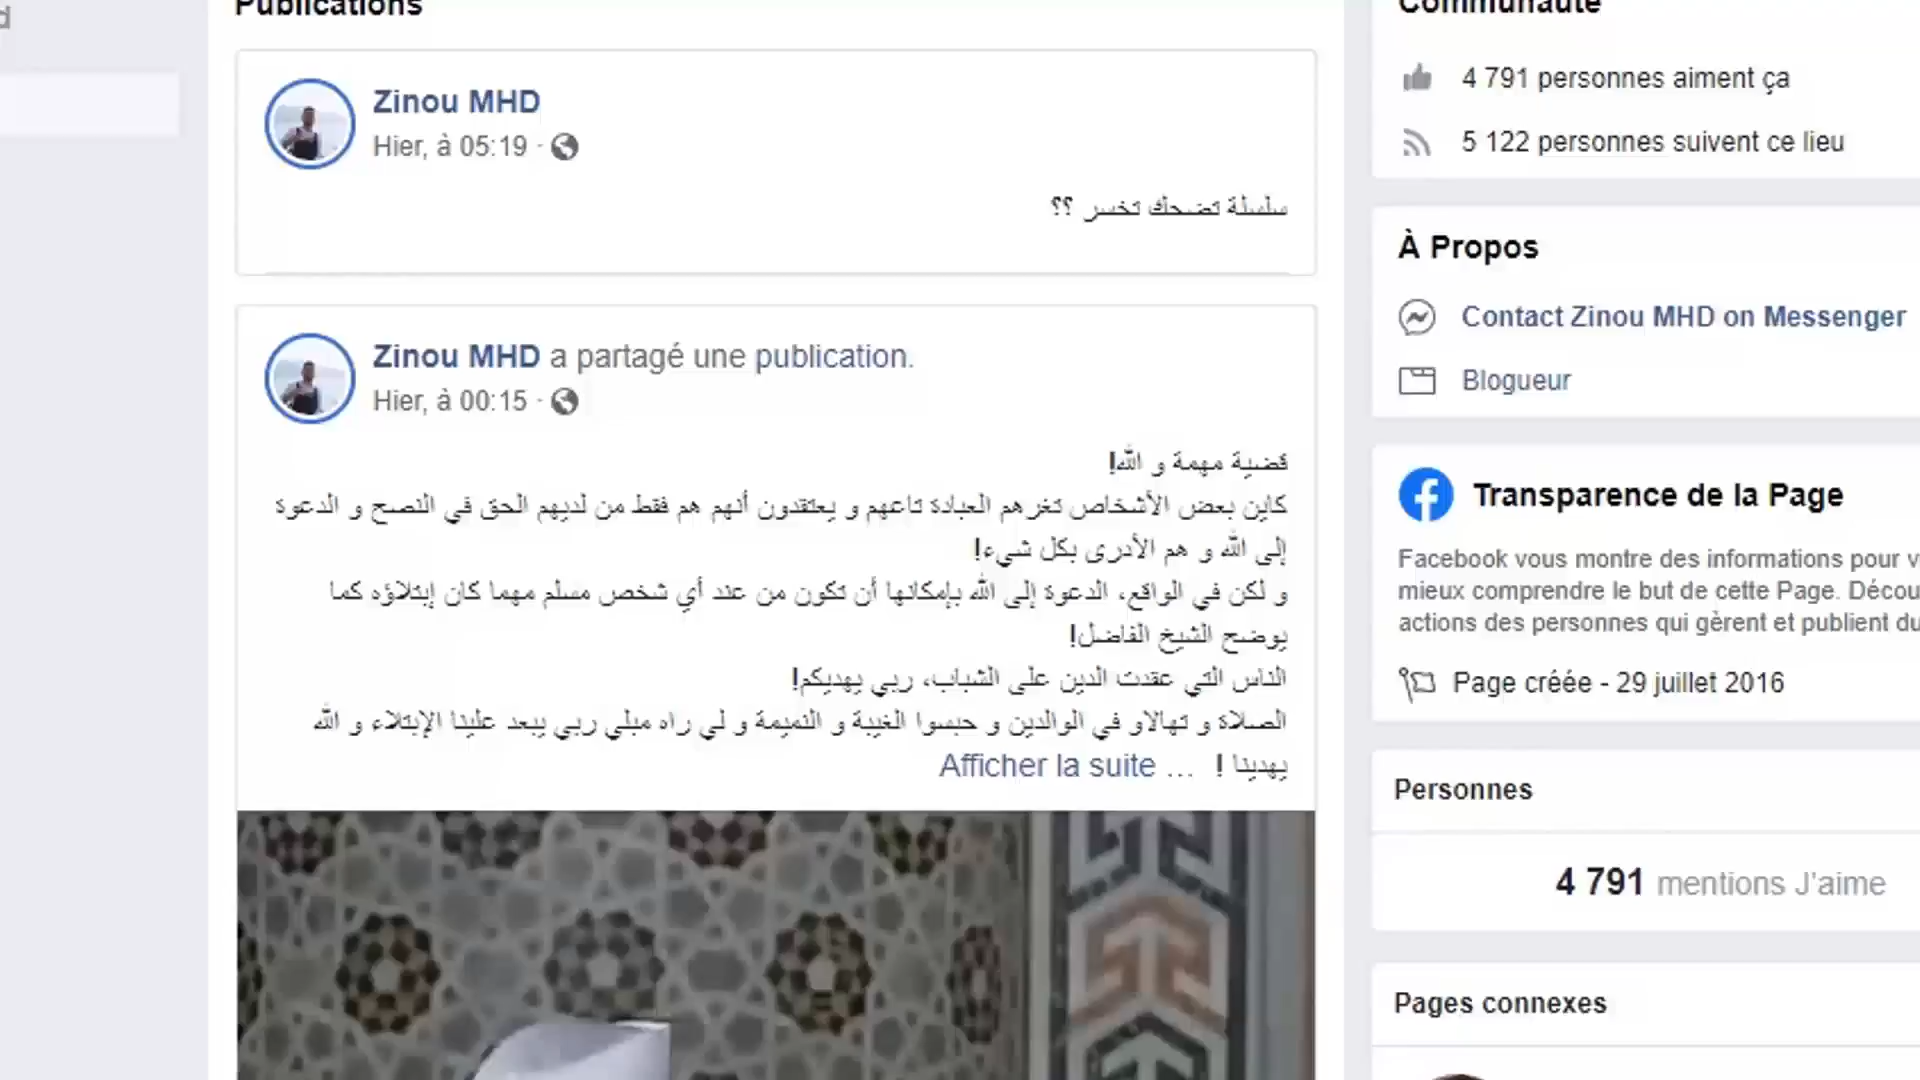 Publications
Zinou MHD
Hier, à 05:19 ·
سلسلة تضحك تخسر ؟؟
Zinou MHD a partagé une publication.
Hier, à 00:15 ·
قضية مهمة و الله!
كاين بعض الأشخاص تغرهم العبادة تاعهم و يعتقدون أنهم هم فقط من لديهم الحق في النصح و الدعوة
إلى الله و هم الأدرى بكل شيء!
و لكن في الواقع، الدعوة إلى الله بإمكانها أن تكون من عند أي شخص مسلم مهما كان إبتلاؤه كما
يوضح الشيخ الفاضل!
الناس التي عقدت الدين على الشباب، ربي يهديكم!
الصلاة و تهالاو في الوالدين و حبسوا الغيبة و النميمة و لي راه مبلي ربي يبعد علينا الإبتلاء و الله
يهدينا ! ... Afficher la suite
Communauté
4 791 personnes aiment ça
5 122 personnes suivent ce lieu
À Propos
Contact Zinou MHD on Messenger
Blogueur
Transparence de la Page
Facebook vous montre des informations pour v
mieux comprendre le but de cette Page. Décou
actions des personnes qui gèrent et publient du
Page créée - 29 juillet 2016
Personnes
4 791 mentions J'aime
Pages connexes